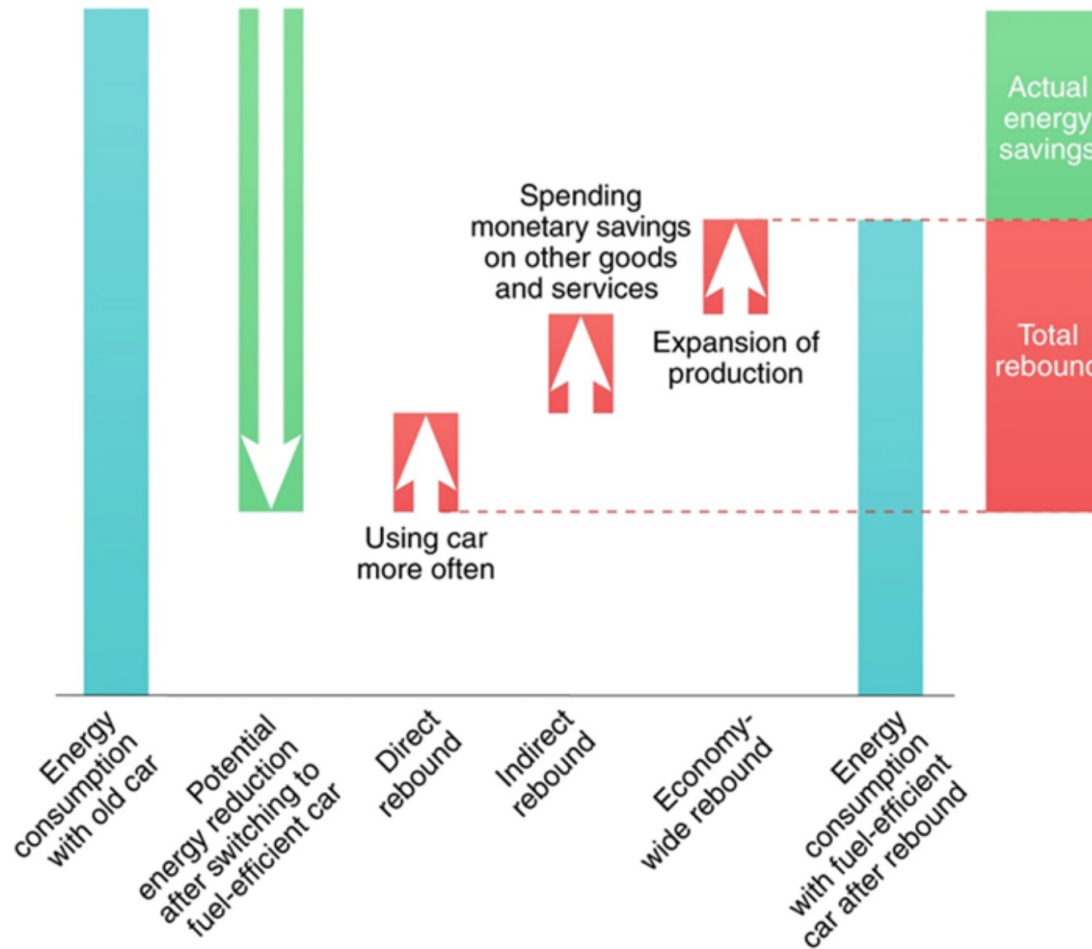 Actual
energy
savings
Spending
monetary savings
on other goods
and services
Expansion of
production
Total
rebound
Using car
more often
Energy
consumption
with old car
Potential
energy reduction
after switching to
fuel-efficient car
Direct
rebound
Indirect
rebound
Economy-
wide rebound
Energy
consumption
with fuel-efficient
car after rebound